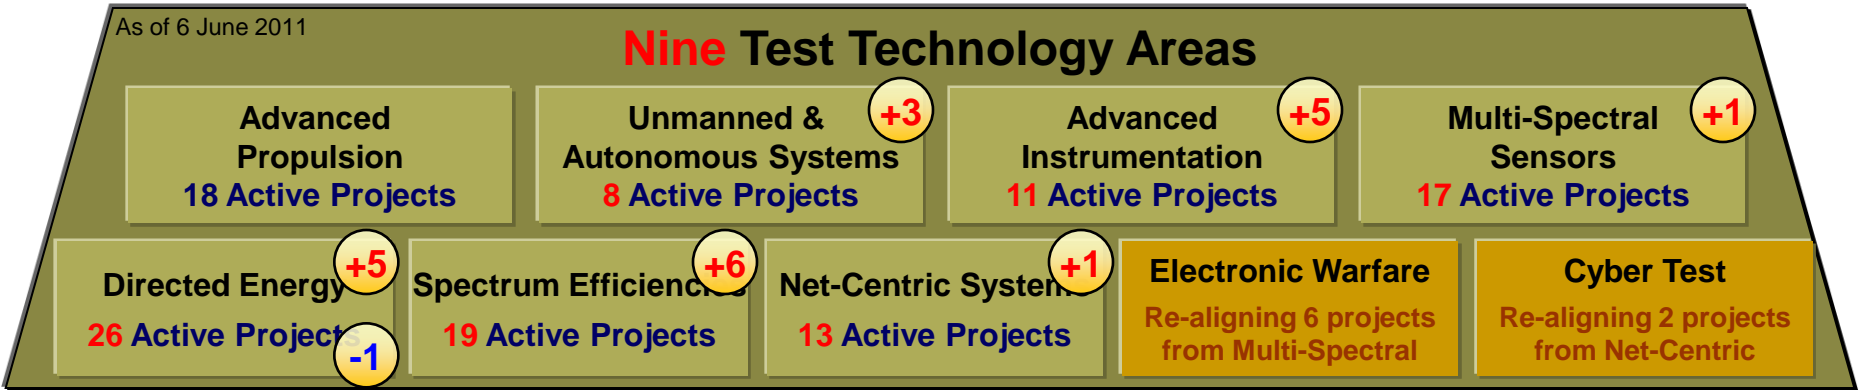 As of 6 June 2011
Nine Test Technology Areas
Advanced
Propulsion
18 Active Projects
Unmanned &
Autonomous Systems
8 Active Projects
+3
Advanced
Instrumentation
11 Active Projects
+5
Multi-Spectral
Sensors
17 Active Projects
+1
Directed Energy
26 Active Projects
+5
-1
Spectrum Efficiencies
19 Active Projects
+6
Net-Centric Systems
13 Active Projects
+1
Electronic Warfare
Re-aligning 6 projects
from Multi-Spectral
Cyber Test
Re-aligning 2 projects
from Net-Centric